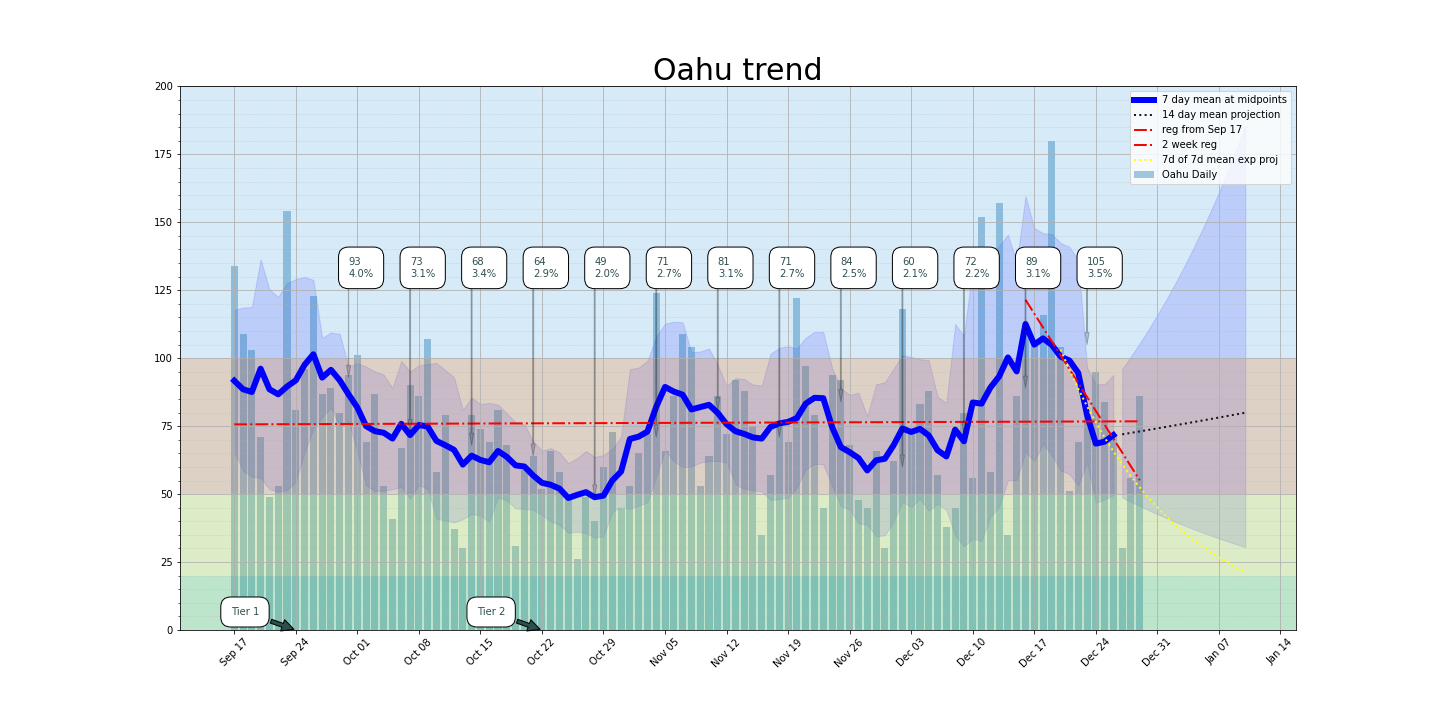 Oahu trend
200
175
150
125
100
75
50
25
0
7 day mean at midpoints
14 day mean projection
reg from Sep 17
2 week reg
7d of 7d mean exp proj
Oahu Daily
93
4.0%
73
3.1%
68
3.4%
64
2.9%
49
2.0%
71
2.7%
81
3.1%
71
2.7%
84
2.5%
60
2.1%
72
2.2%
89
3.1%
105
3.5%
Tier 1
Tier 2
Sep 17
Sep 24
Oct 01
Oct 08
Oct 15
Oct 22
Oct 29
Nov 05
Nov 12
Nov 19
Nov 26
Dec 03
Dec 10
Dec 17
Dec 24
Dec 31
Jan 07
Jan 14